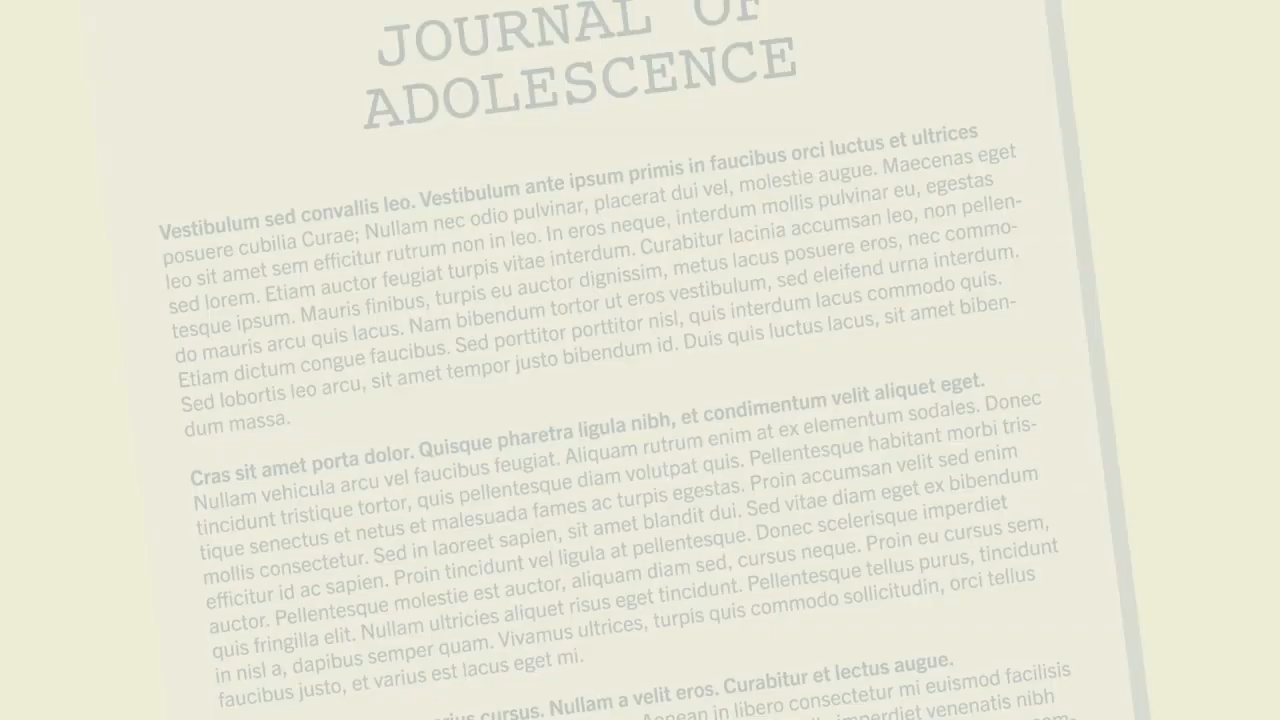 JOURNAL OF
ADOLESCENCE
Vestibulum sed convallis leo. Vestibulum ante ipsum primis in faucibus orci luctus et ultrices
posuere cubilia Curae; Nullam nec odio pulvinar, placerat dui vel, molestie augue. Maecenas eget
leo sit amet sem efficitur rutrum non in leo. In eros neque, interdum mollis pulvinar eu, egestas
sed lorem. Etiam auctor feugiat turpis vitae interdum. Curabitur lacinia accumsan leo, non pellen-
tesque ipsum. Mauris finibus, turpis eu auctor dignissim, metus lacus posuere eros, nec commo-
do mauris arcu quis lacus. Nam bibendum tortor ut eros vestibulum, sed eleifend urna interdum.
Etiam dictum congue faucibus. Sed porttitor porttitor nisl, quis interdum lacus commodo quis.
Sed lobortis leo arcu, sit amet tempor justo bibendum id. Duis quis luctus lacus, sit amet biben-
dum massa.
Cras sit amet porta dolor. Quisque pharetra ligula nibh, et condimentum velit aliquet eget.
Nullam vehicula arcu vel faucibus feugiat. Aliquam rutrum enim at ex elementum sodales. Donec
tincidunt tristique tortor, quis pellentesque diam volutpat quis. Pellentesque habitant morbi tris-
tique senectus et netus et malesuada fames ac turpis egestas. Proin accumsan velit sed enim
mollis consectetur. Sed in laoreet sapien, sit amet blandit dui. Sed vitae diam eget ex bibendum
efficitur id ac sapien. Proin tincidunt vel ligula at pellentesque. Donec scelerisque imperdiet
auctor. Pellentesque molestie est auctor, aliquam diam sed, cursus neque. Proin eu cursus sem,
quis fringilla elit. Nullam ultricies aliquet risus eget tincidunt. Pellentesque tellus purus, tincidunt
in nisl a, dapibus semper quam. Vivamus ultrices, turpis quis commodo sollicitudin, orci tellus
faucibus justo, et varius est lacus eget mi.
cursus. Nullam a velit eros. Curabitur et lectus augue.
Aenean in libero consectetur mi euismod facilisis
imperdiet venenatis nibh